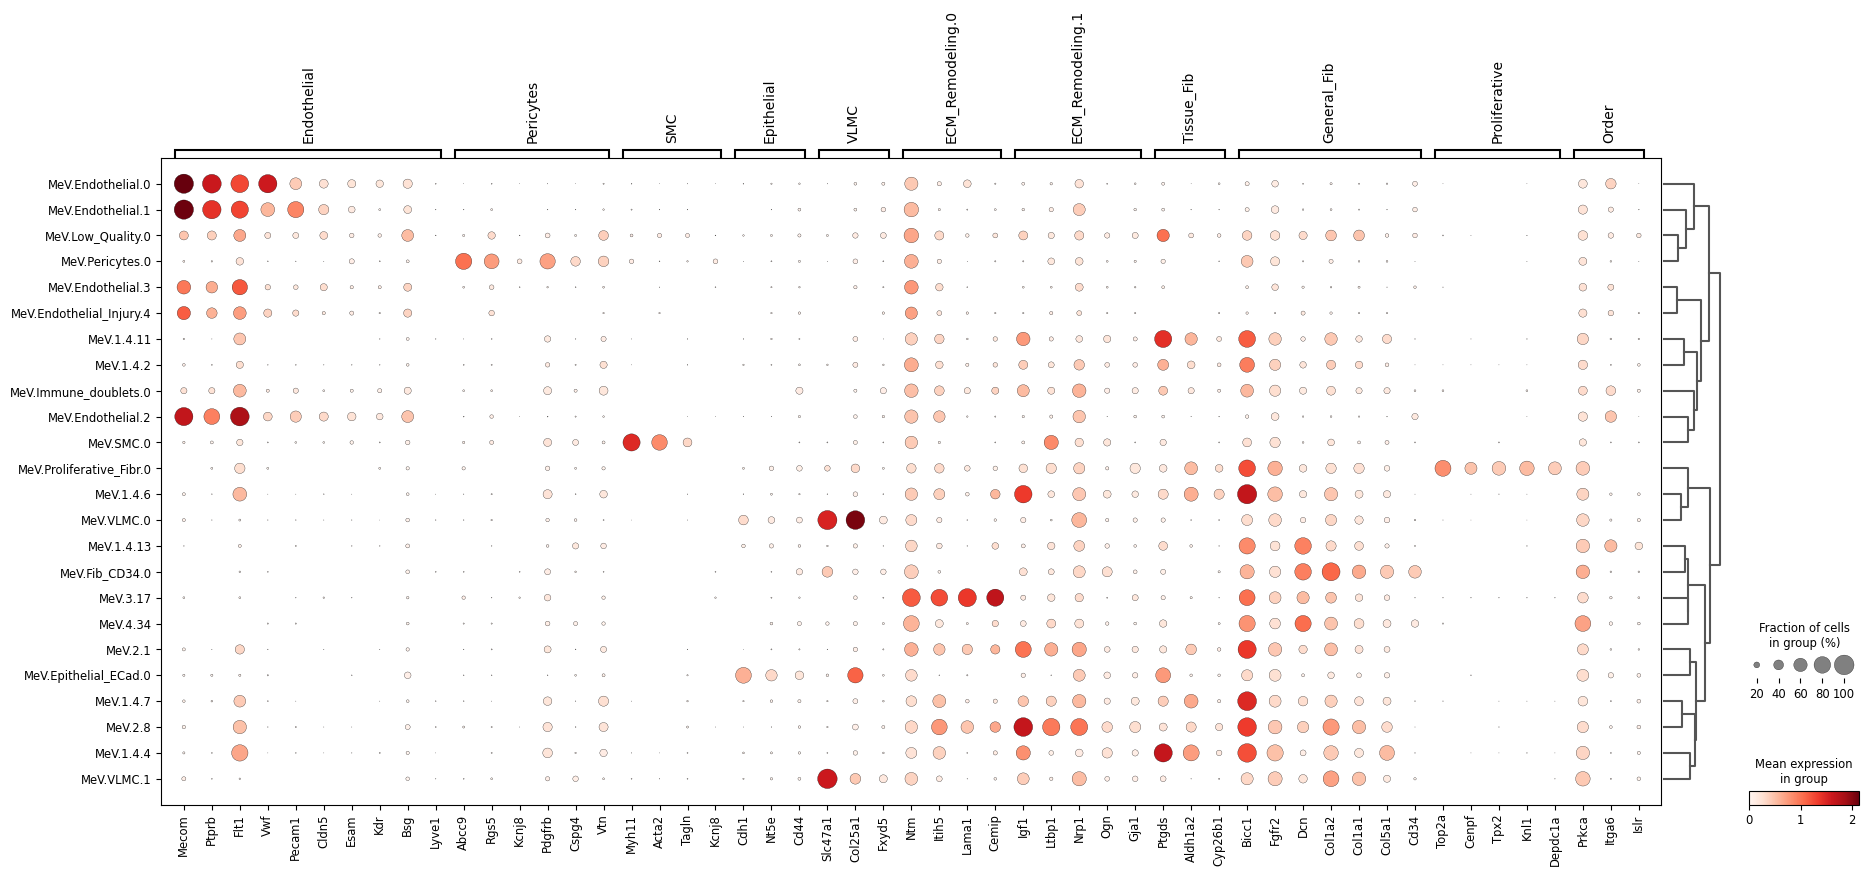 Endothelial
Pericytes
SMC
Epithelial
VLMC
ECM_Remodeling.0
ECM_Remodeling.1
Tissue_Fib
General_Fib
Proliferative
Order
MeV.Endothelial.0
MeV.Endothelial.1
MeV.Low_Quality.0
MeV.Pericytes.0
MeV.Endothelial.3
MeV.Endothelial_Injury.4
MeV.1.4.11
MeV.1.4.2
MeV.Immune_doublets.0
MeV.Endothelial.2
MeV.SMC.0
MeV.Proliferative_Fibr.0
MeV.1.4.6
MeV.VLMC.0
MeV.1.4.13
MeV.Fib_CD34.0
MeV.3.17
MeV.4.34
MeV.2.1
MeV.Epithelial_ECad.0
MeV.1.4.7
MeV.2.8
MeV.1.4.4
MeV.VLMC.1
Mecom
Ptprb
Flt1
Vwf
Pecam1
Cldn5
Esam
Kdr
Bsg
Lyve1
Abcc9
Rgs5
Kcnj8
Pdgfrb
Cspg4
Vtn
Myh11
Acta2
Tagln
Kcnj8
Cdh1
Nt5e
Cd44
Slc47a1
Col25a1
Fxyd5
Ntm
Itih5
Lama1
Cemip
Igf1
Ltbp1
Nrp1
Ogn
Gja1
Ptgds
Aldh1a2
Cyp26b1
Bicc1
Fgfr2
Dcn
Col1a2
Col1a1
Col5a1
Cd34
Top2a
Cenpf
Tpx2
Knl1
Depdc1a
Prkca
Itga6
Islr
Fraction of cells
in group (%)
20 40 60 80 100
Mean expression
in group
0 1 2